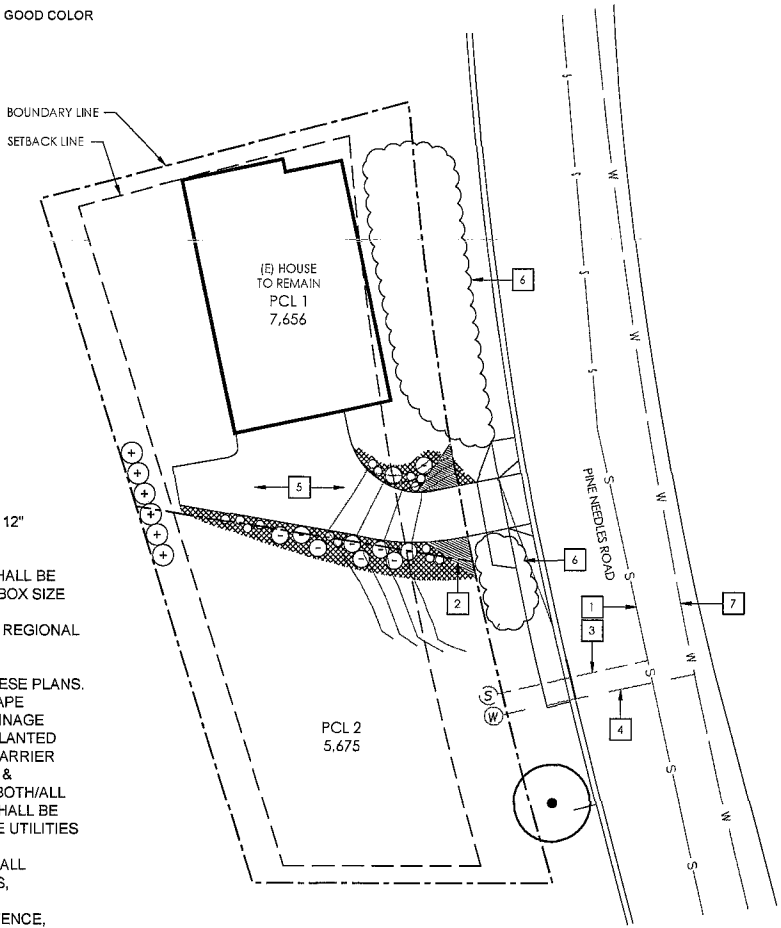 GOOD COLOR
BOUNDARY LINE
SETBACK LINE
(E) HOUSE
TO REMAIN
PCL 1
7,656
6
5
12"
HALL BE
BOX SIZE
REGIONAL
ESE PLANS.
APE
INAGE
LANTED
ARRIER
&
BOTH/ALL
HALL BE
E UTILITIES
ALL
S,
ENCE,
2
6
PINE NEEDLES ROAD
1
3
7
4
PCL 2
5,675
S
W
S
S
S
S
S
S
S
S
W
W
W
W
W
W